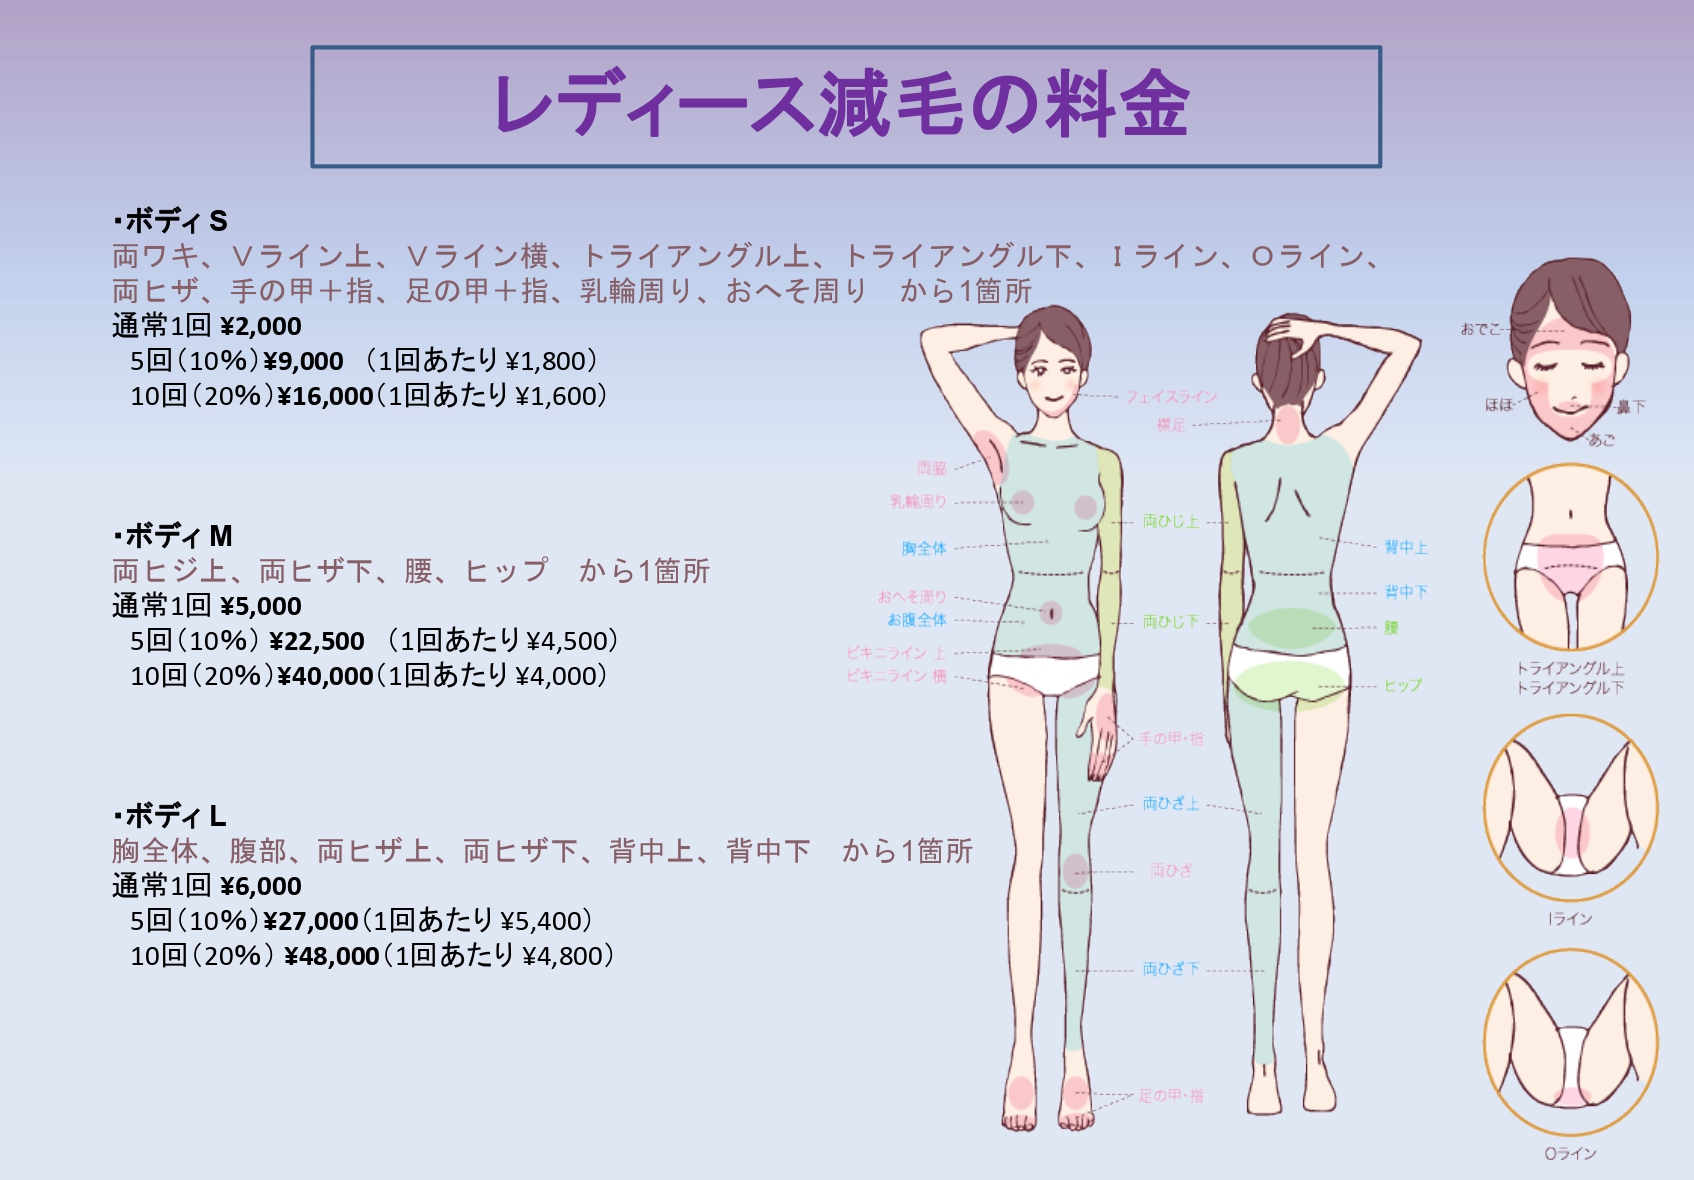 レディース減毛の料金
・ボディS
両ワキ、Ｖライン上、Ｖライン横、トライアングル上、トライアングル下、Ｉライン、Ｏライン、
両ヒザ、手の甲＋指、足の甲＋指、乳輪周り、おへそ周り　から1箇所
通常1回 ¥2,000
5回（10％）¥9,000　（1回あたり¥1,800）
10回（20％）¥16,000（1回あたり¥1,600）
・ボディM
両ヒジ上、両ヒザ下、腰、ヒップ　から1箇所
通常1回 ¥5,000
5回（10％） ¥22,500　（1回あたり¥4,500）
10回（20％）¥40,000（1回あたり¥4,000）
・ボディL
胸全体、腹部、両ヒザ上、両ヒザ下、背中上、背中下　から1箇所
通常1回 ¥6,000
5回（10％）¥27,000（1回あたり¥5,400）
10回（20％） ¥48,000（1回あたり¥4,800）
フェイスライン
襟足
両脇
乳輪周り
両ひじ上
胸全体
おへそ周り
お腹全体
両ひじ下
ビキニライン 上
ビキニライン 横
手の甲・指
両ひざ上
両ひざ
両ひざ下
足の甲・指
背中上
背中下
腰
ヒップ
おでこ
ほほ
鼻下
あご
トライアングル上
トライアングル下
Iライン
Oライン